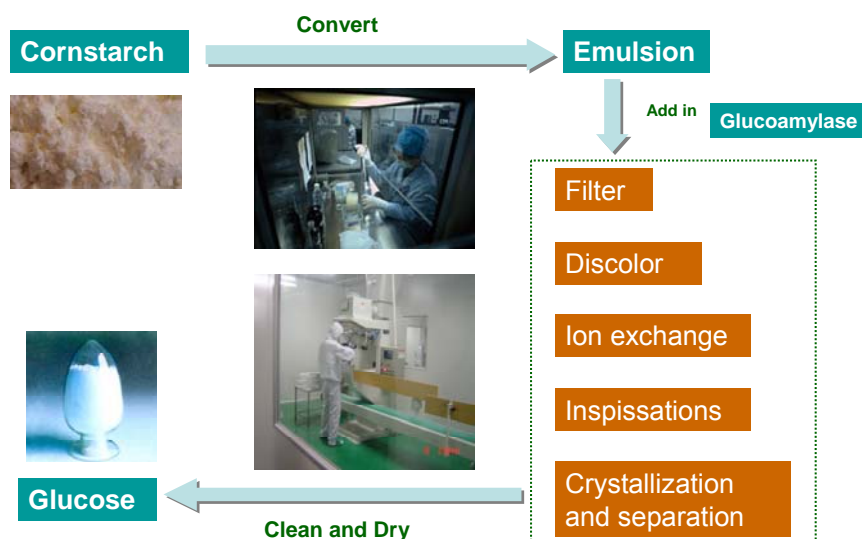 Convert
Cornstarch
Emulsion
Add in
Glucoamylase
Filter
Discolor
Ion exchange
Inspissations
Crystallization
and separation
Glucose
Clean and Dry